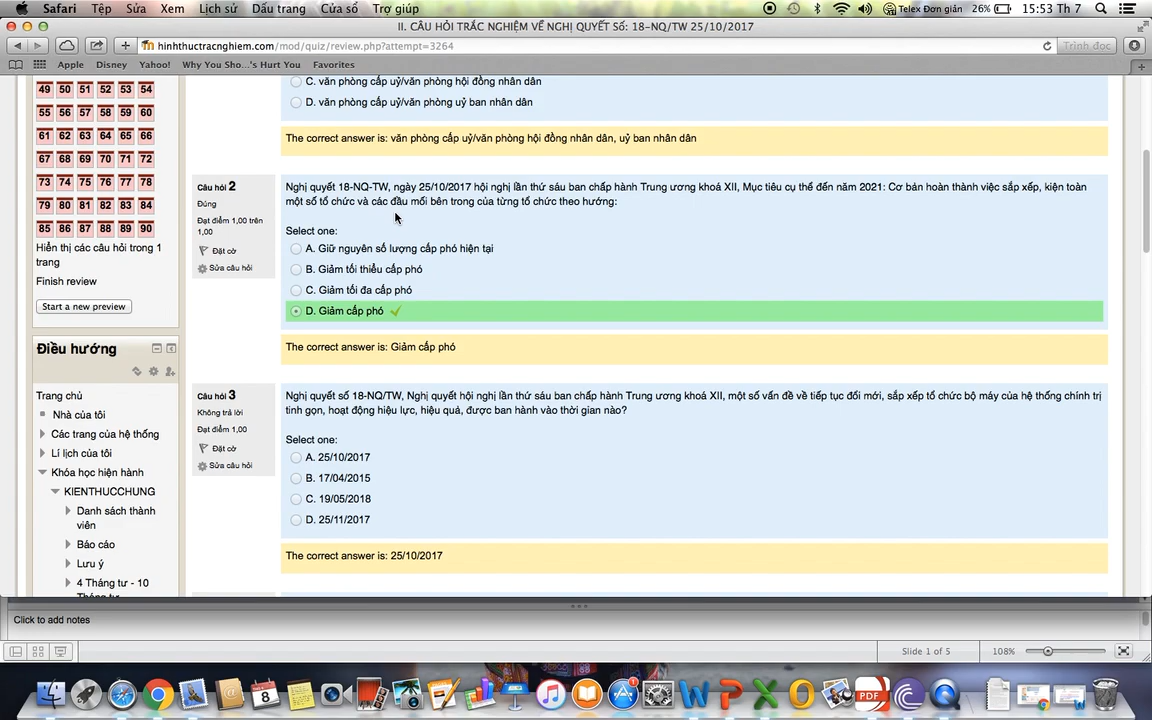 Safari Tệp Sửa Xem Lịch sử Dấu trang Cửa sổ Trợ giúp Telex Đơn giản 26% 15:53 Th 7
II. CÂU HỎI TRẮC NGHIỆM VỀ NGHỊ QUYẾT Số: 18-NQ/TW 25/10/2017
hinhthuctracnghiem.com/mod/quiz/review.php?attempt=3264 Trình đọc
Apple Disney Yahoo! Why You Sho...'s Hurt You Favorites
49 50 51 52 53 54
55 56 57 58 59 60
61 62 63 64 65 66
67 68 69 70 71 72
73 74 75 76 77 78
79 80 81 82 83 84
85 86 87 88 89 90
Hiển thị các câu hỏi trong 1
trang
Finish review
Start a new preview
Điều hướng
Trang chủ
Nhà của tôi
Các trang của hệ thống
Lí lịch của tôi
Khóa học hiện hành
KIENTHUCCHUNG
Danh sách thành
viên
Báo cáo
Lưu ý
4 Tháng tư - 10
Tháng tư
C. văn phòng cấp uỷ/văn phòng hội đồng nhân dân
D. văn phòng cấp uỷ/văn phòng uỷ ban nhân dân
The correct answer is: văn phòng cấp uỷ/văn phòng hội đồng nhân dân, uỷ ban nhân dân
Câu hỏi 2
Đúng
Đạt điểm 1,00 trên
1,00
Đặt cờ
Sửa câu hỏi
Nghị quyết 18-NQ-TW, ngày 25/10/2017 hội nghị lần thứ sáu ban chấp hành Trung ương khoá XII, Mục tiêu cụ thể đến năm 2021: Cơ bản hoàn thành việc sắp xếp, kiện toàn
một số tổ chức và các đầu mối bên trong của từng tổ chức theo hướng:
Select one:
A. Giữ nguyên số lượng cấp phó hiện tại
B. Giảm tối thiểu cấp phó
C. Giảm tối đa cấp phó
D. Giảm cấp phó
The correct answer is: Giảm cấp phó
Câu hỏi 3
Không trả lời
Đạt điểm 1,00
Đặt cờ
Sửa câu hỏi
Nghị quyết số 18-NQ/TW, Nghị quyết hội nghị lần thứ sáu ban chấp hành Trung ương khoá XII, một số vấn đề về tiếp tục đổi mới, sắp xếp tổ chức bộ máy của hệ thống chính trị
tinh gọn, hoạt động hiệu lực, hiệu quả, được ban hành vào thời gian nào?
Select one:
A. 25/10/2017
B. 17/04/2015
C. 19/05/2018
D. 25/11/2017
The correct answer is: 25/10/2017
Click to add notes
Slide 1 of 5 108%
8
PDF